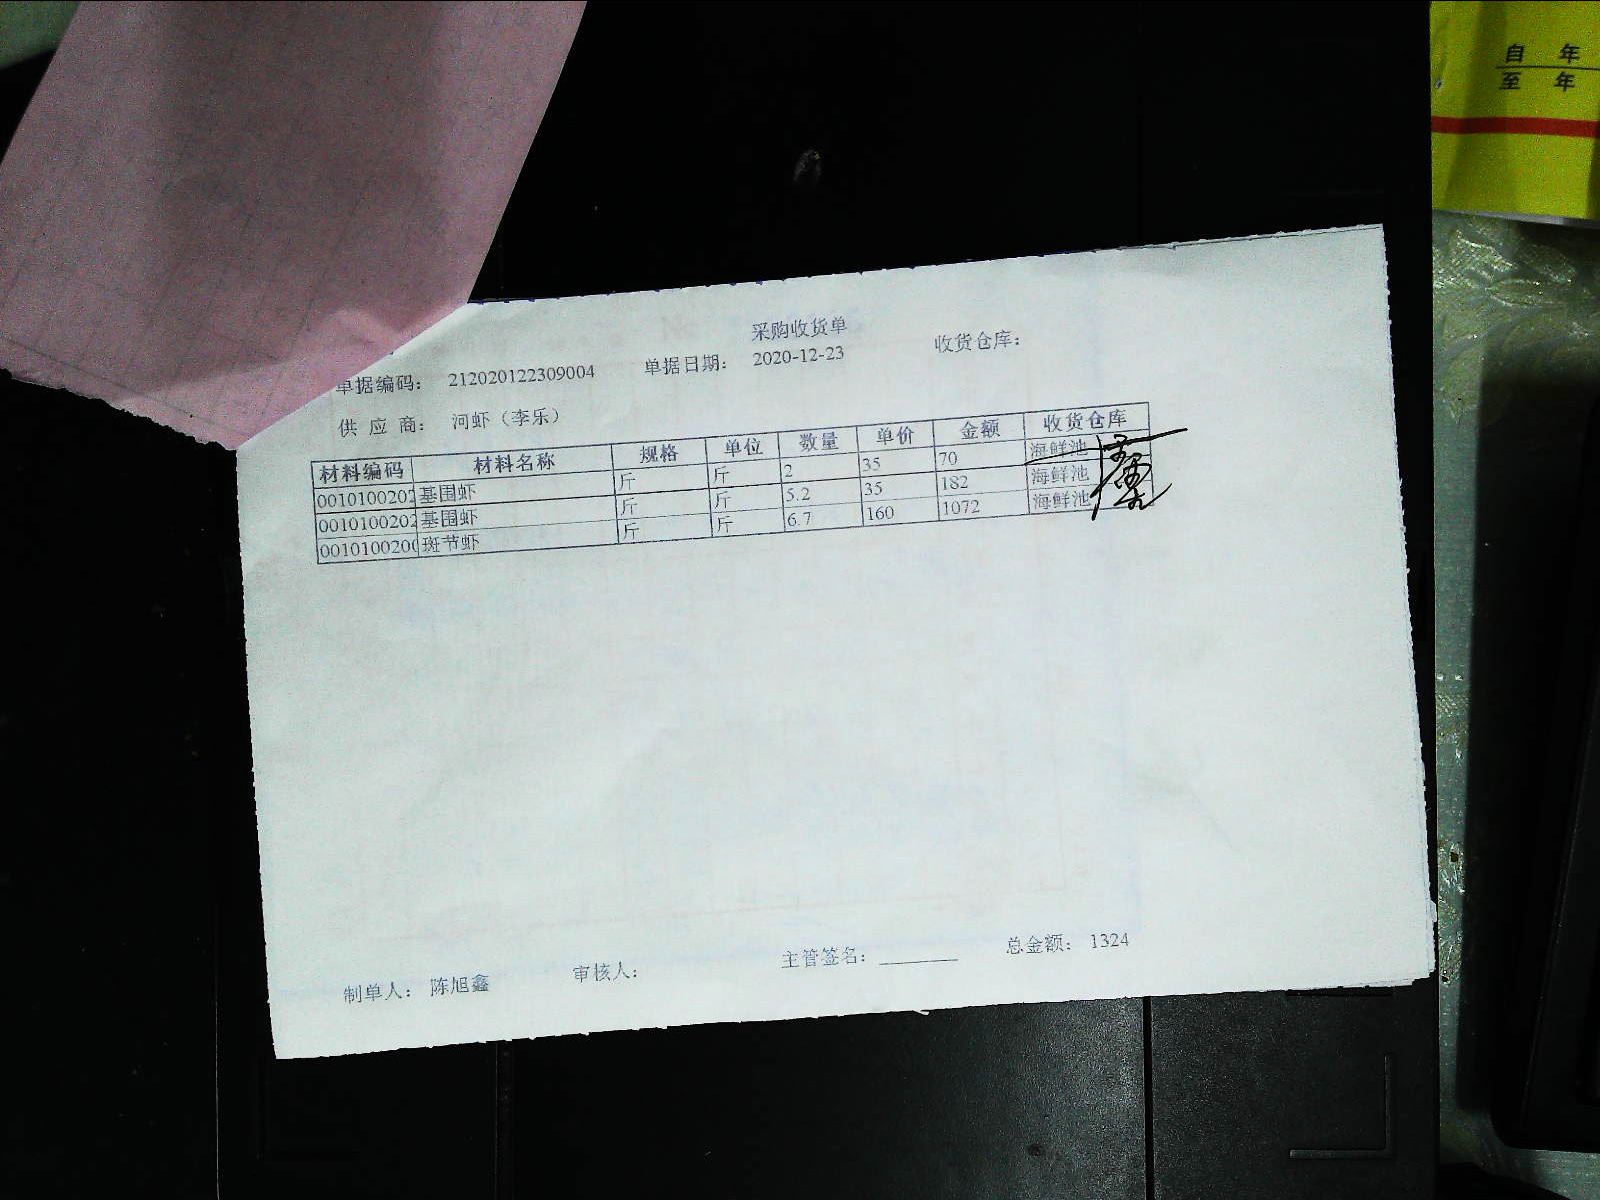 自 年
至 年
采购收货单
单据编码： 212020122309004 单据日期： 2020-12-23 收货仓库：
供 应 商： 河虾（李乐）
材料编码 材料名称 规格 单位 数量 单价 金额 收货仓库
0010100202 基围虾 斤 斤 2 35 70 海鲜池
0010100202 基围虾 斤 斤 5.2 35 182 海鲜池
0010100200 斑节虾 斤 斤 6.7 160 1072 海鲜池
制单人： 陈旭鑫 审核人： 主管签名： 总金额： 1324